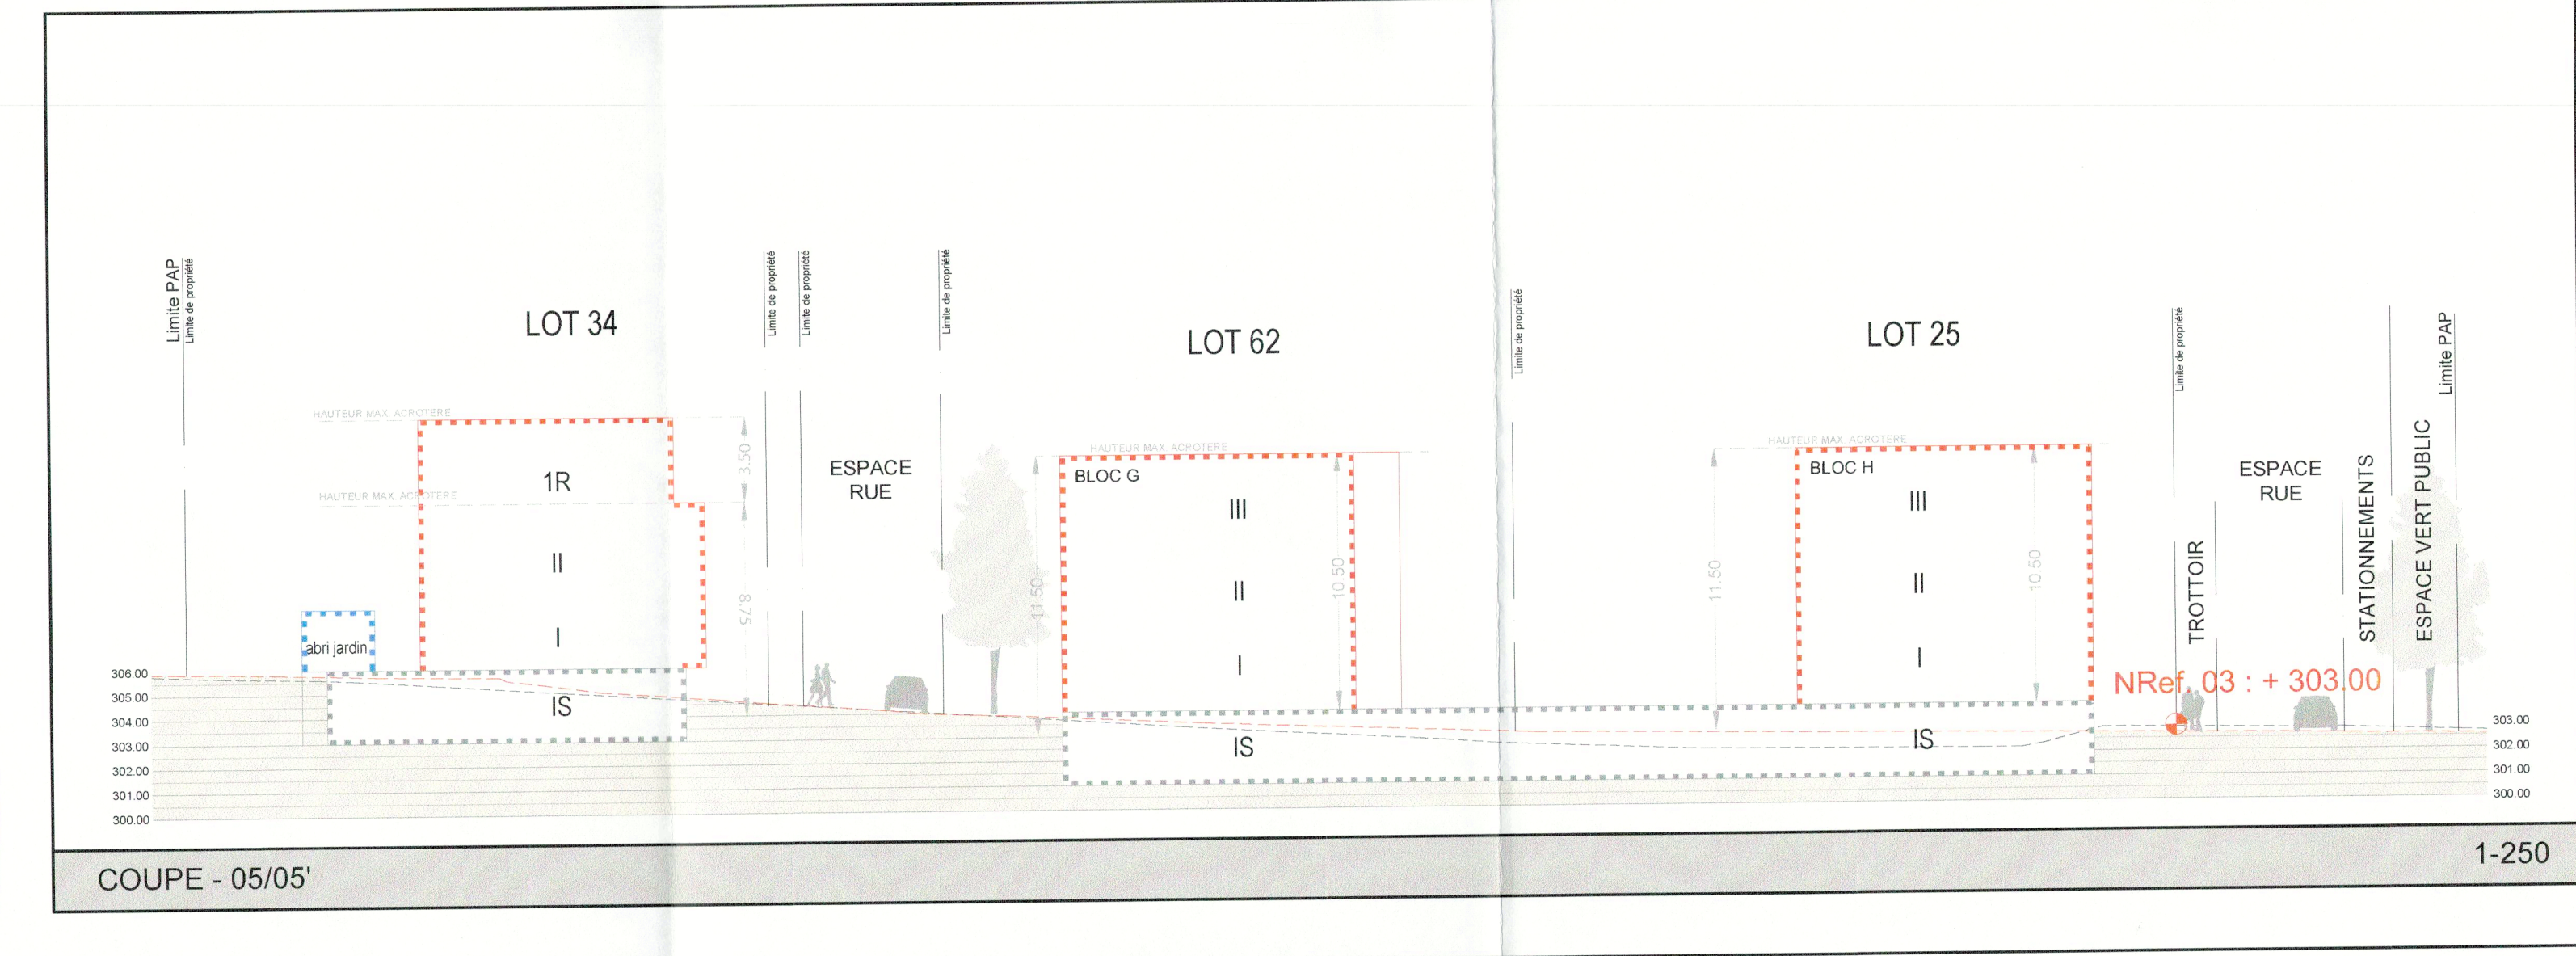 Limite PAP
Limite de propriété
Limite de propriété
Limite de propriété
Limite de propriété
Limite de propriété
Limite de propriété
Limite PAP
LOT 34
LOT 62
LOT 25
HAUTEUR MAX. ACROTERE
HAUTEUR MAX. ACROTERE
1R
II
I
IS
abri jardin
3.50
8.75
ESPACE
RUE
HAUTEUR MAX. ACROTERE
BLOC G
III
II
I
IS
11.50
10.50
HAUTEUR MAX. ACROTERE
BLOC H
III
II
I
IS
11.50
10.50
TROTTOIR
ESPACE
RUE
STATIONNEMENTS
ESPACE VERT PUBLIC
NRef. 03 : + 303.00
306.00
305.00
304.00
303.00
302.00
301.00
300.00
303.00
302.00
301.00
300.00
COUPE - 05/05'
1-250